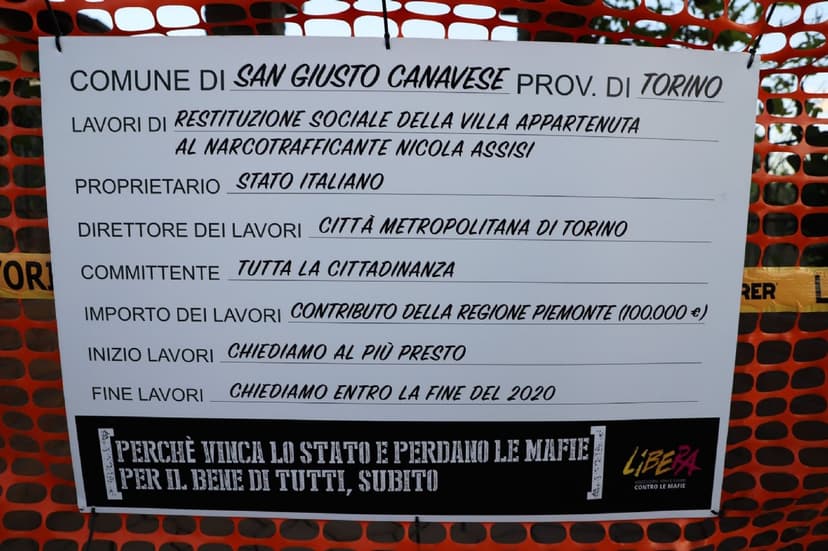 COMUNE DI SAN GIUSTO CANAVESE PROV. DI TORINO
LAVORI DI RESTITUZIONE SOCIALE DELLA VILLA APPARTENUTA
AL NARCOTRAFFICANTE NICOLA ASSISI
PROPRIETARIO STATO ITALIANO
DIRETTORE DEI LAVORI CITTÀ METROPOLITANA DI TORINO
COMMITTENTE TUTTA LA CITTADINANZA
IMPORTO DEI LAVORI CONTRIBUTO DELLA REGIONE PIEMONTE (100.000 €)
INIZIO LAVORI CHIEDIAMO AL PIÙ PRESTO
FINE LAVORI CHIEDIAMO ENTRO LA FINE DEL 2020
PERCHÈ VINCA LO STATO E PERDANO LE MAFIE
PER IL BENE DI TUTTI, SUBITO
LIBERA
CONTRO LE MAFIE